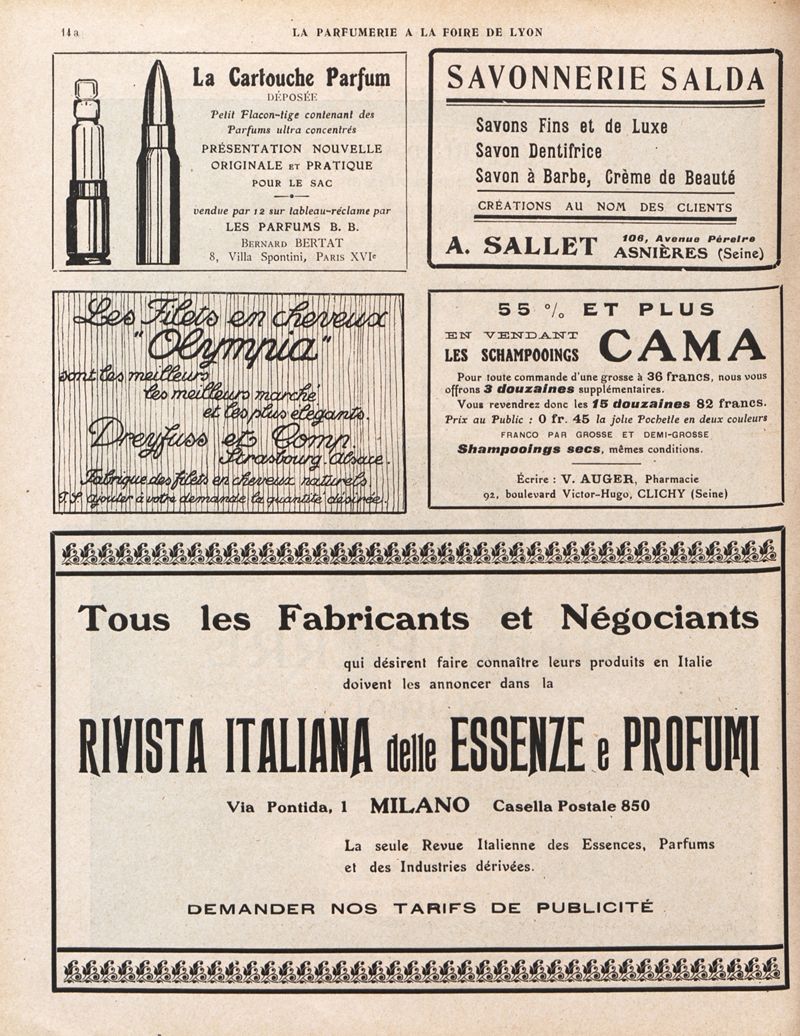 14a
LA PARFUMERIE A LA FOIRE DE LYON
La Cartouche Parfum
DÉPOSÉE
Petit Flacon-tige contenant des
Parfums ultra concentrés
PRÉSENTATION NOUVELLE
ORIGINALE ET PRATIQUE
POUR LE SAC
vendue par 12 sur tableau-réclame par
LES PARFUMS B. B.
BERNARD BERTAT
8, Villa Spontini, PARIS XVIe
SAVONNERIE SALDA
Savons Fins et de Luxe
Savon Dentifrice
Savon à Barbe, Crème de Beauté
CRÉATIONS AU NOM DES CLIENTS
A. SALLET
106, Avenue Péreire
ASNIÈRES (Seine)
Les Filets en cheveux
"Olympia"
sont les meilleurs
les meilleurs marché
et les plus élégants.
Dreyfuss et Comp.
Strasbourg. Alsace.
Fabrique des filets en cheveux naturels
P.S. ajouter à votre demande la quantité désirée.
55 % ET PLUS
EN VENDANT
LES SCHAMPOOINGS
CAMA
Pour toute commande d'une grosse à 36 francs, nous vous
offrons 3 douzaines supplémentaires.
Vous revendrez donc les 15 douzaines 82 francs.
Prix au Public : 0 fr. 45 la jolie Pochette en deux couleurs
FRANCO PAR GROSSE ET DEMI-GROSSE
Shampooings secs, mêmes conditions.
Écrire : V. AUGER, Pharmacie
92, boulevard Victor-Hugo, CLICHY (Seine)
Tous les Fabricants et Négociants
qui désirent faire connaître leurs produits en Italie
doivent les annoncer dans la
RIVISTA ITALIANA delle ESSENZE e PROFUMI
Via Pontida, 1 MILANO Casella Postale 850
La seule Revue Italienne des Essences, Parfums
et des Industries dérivées.
DEMANDER NOS TARIFS DE PUBLICITÉ